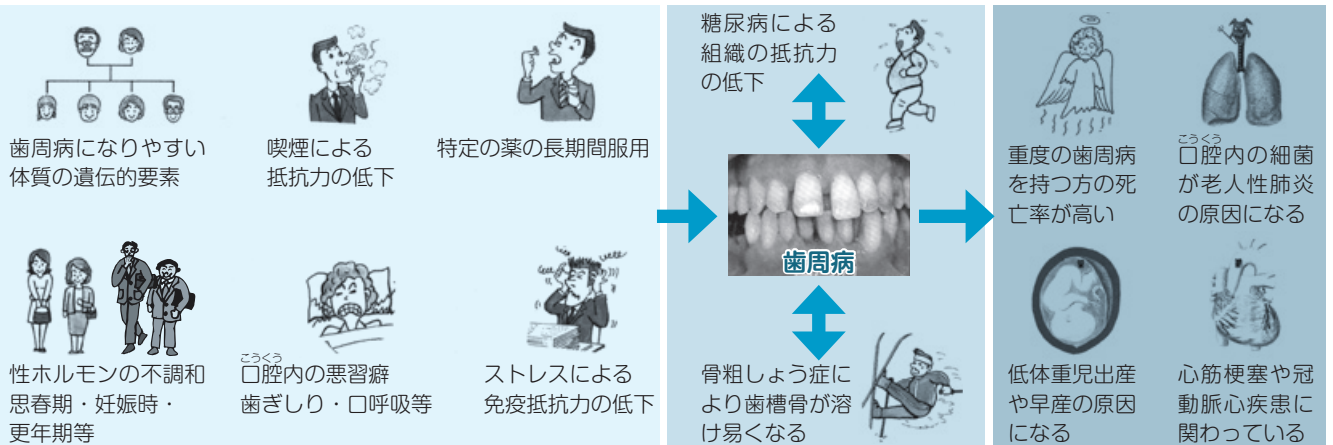 歯周病になりやすい
体質の遺伝的要素
喫煙による
抵抗力の低下
特定の薬の長期間服用
性ホルモンの不調和
思春期・妊娠時・
更年期等
こうくう
口腔内の悪習癖
歯ぎしり・口呼吸等
ストレスによる
免疫抵抗力の低下
糖尿病による
組織の抵抗力
の低下
歯周病
骨粗しょう症に
より歯槽骨が溶
け易くなる
重度の歯周病
を持つ方の死
亡率が高い
こうくう
口腔内の細菌
が老人性肺炎
の原因になる
低体重児出産
や早産の原因
になる
心筋梗塞や冠
動脈心疾患に
関わっている